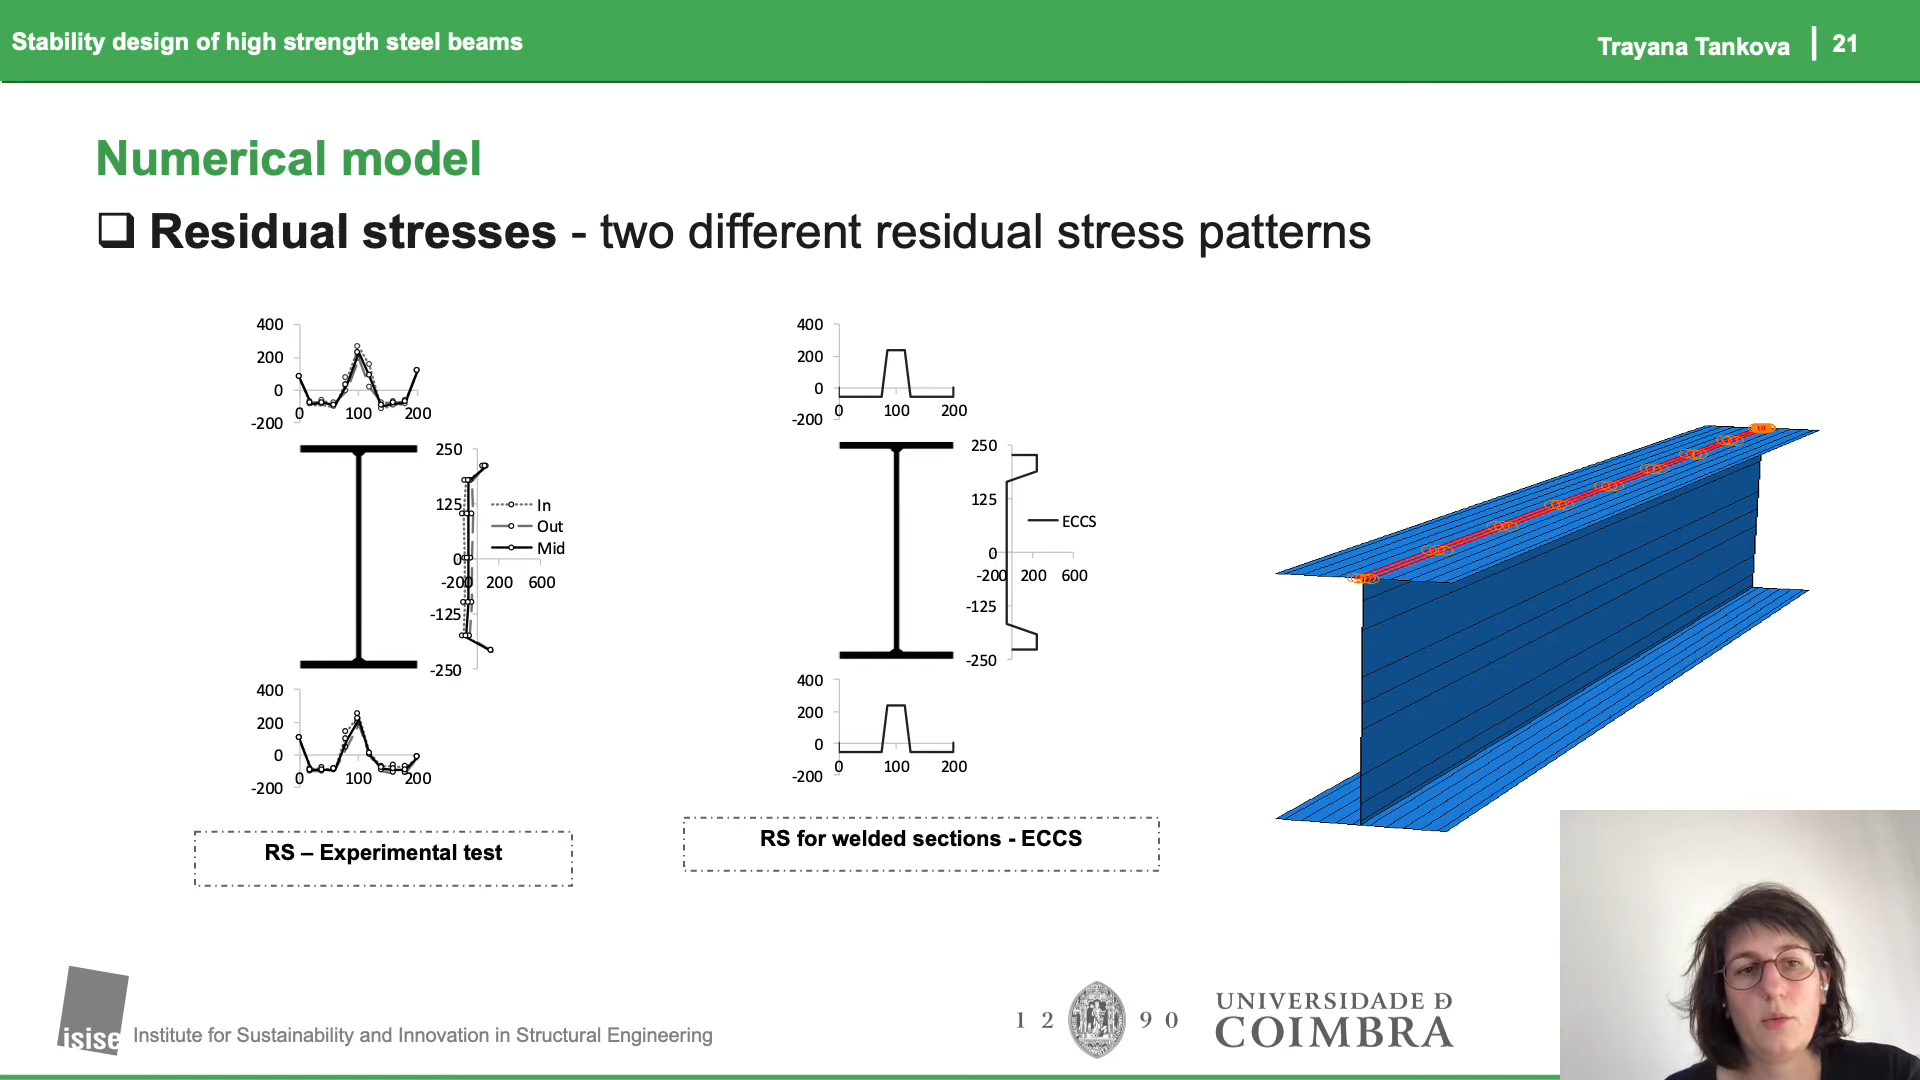 Stability design of high strength steel beams
Trayana Tankova | 21
Numerical model
❑ Residual stresses - two different residual stress patterns
400
200
0
-200
0 100 200
250
125
0
-125
-250
-200 200 600
In
Out
Mid
400
200
0
-200
0 100 200
RS – Experimental test
400
200
0
-200
0 100 200
250
125
0
-125
-250
-200 200 600
ECCS
400
200
0
-200
0 100 200
RS for welded sections - ECCS
isise
Institute for Sustainability and Innovation in Structural Engineering
1 2 9 0
UNIVERSIDADE Ð
COIMBRA